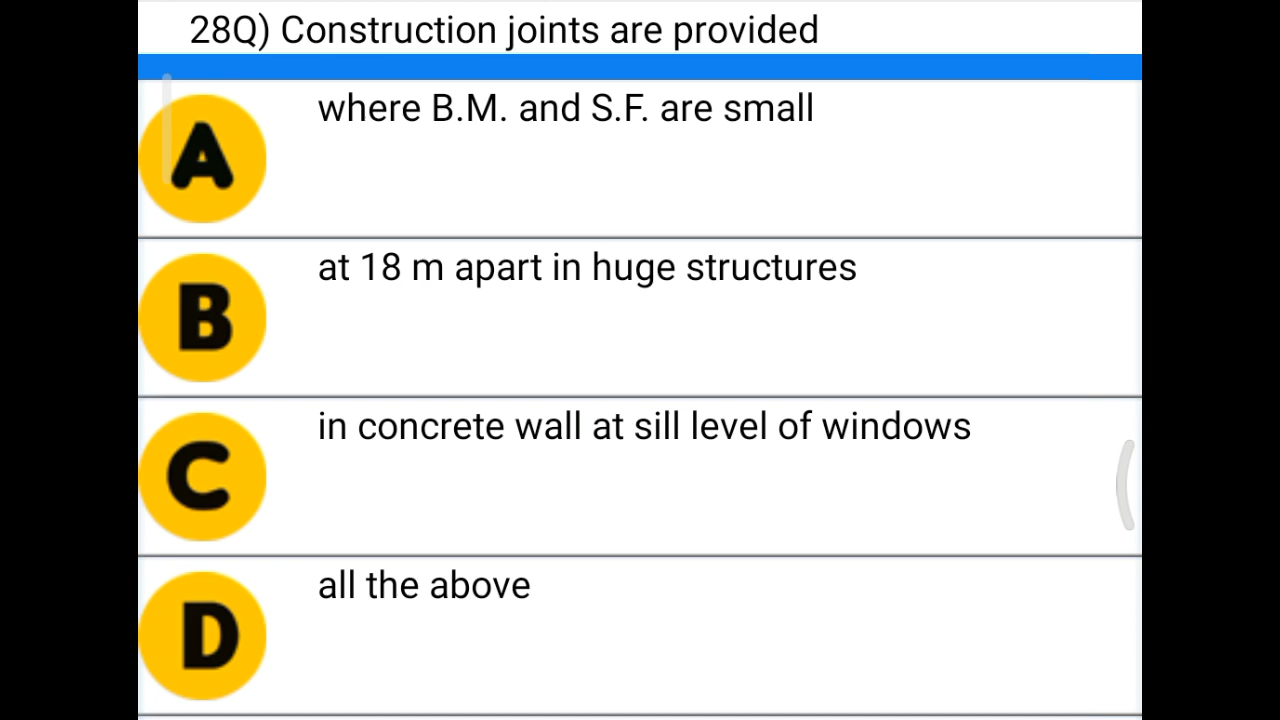 28Q) Construction joints are provided
A
where B.M. and S.F. are small
B
at 18 m apart in huge structures
C
in concrete wall at sill level of windows
D
all the above